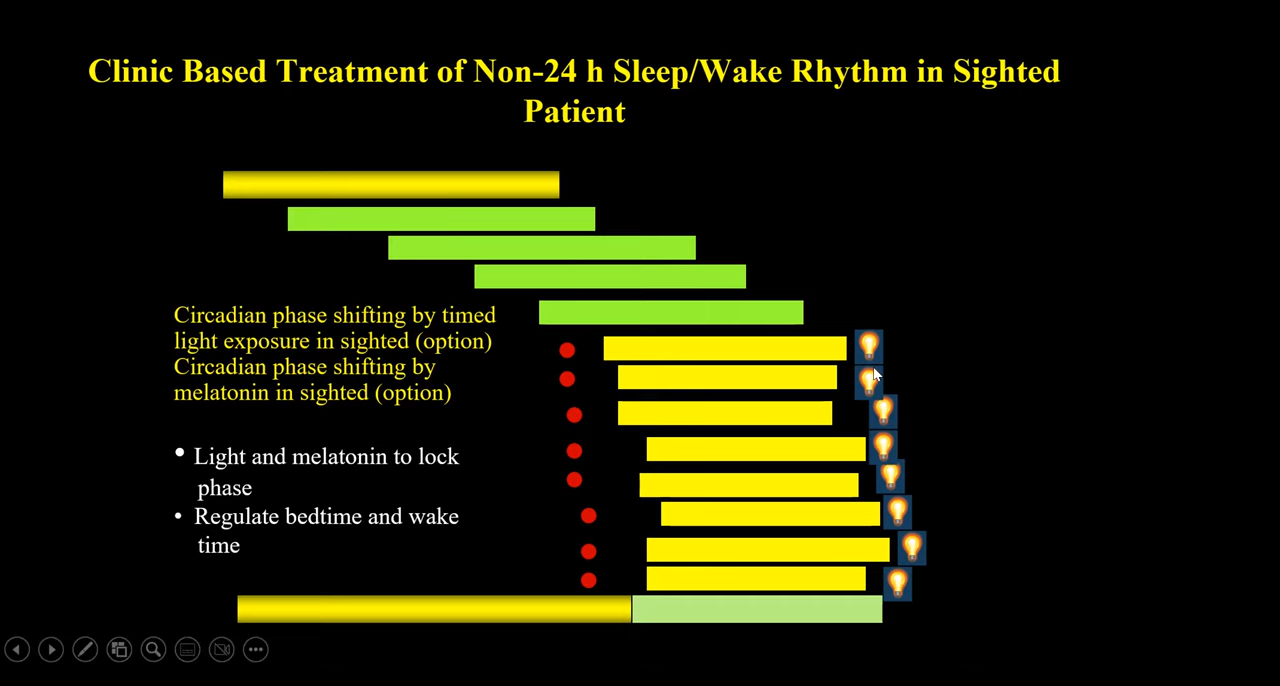 Clinic Based Treatment of Non-24 h Sleep/Wake Rhythm in Sighted
Patient
Circadian phase shifting by timed
light exposure in sighted (option)
Circadian phase shifting by
melatonin in sighted (option)
• Light and melatonin to lock
phase
• Regulate bedtime and wake
time